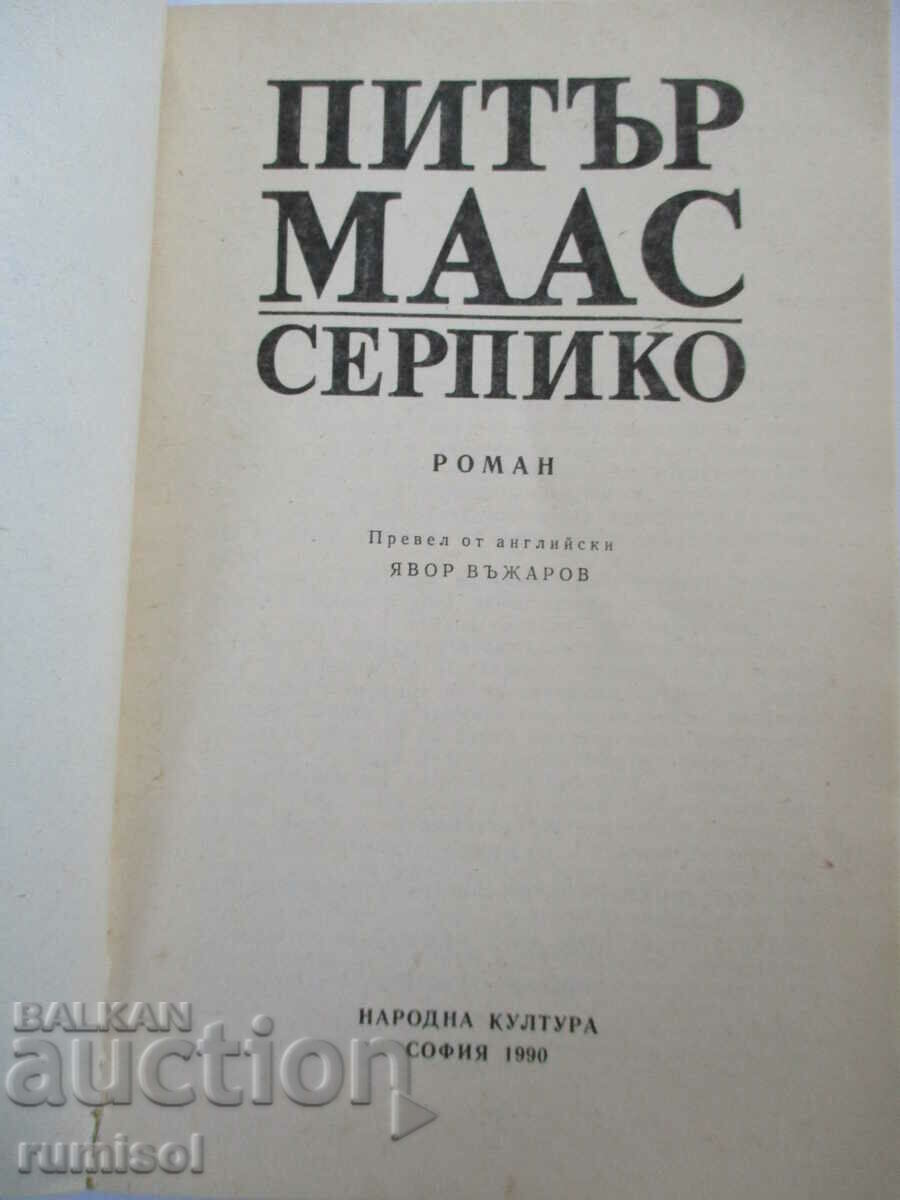 ПИТЪР
МААС
СЕРПИКО
РОМАН
Превел от английски
ЯВОР ВЪЖАРОВ
НАРОДНА КУЛТУРА
СОФИЯ 1990
BALKAN
auction
rumisol